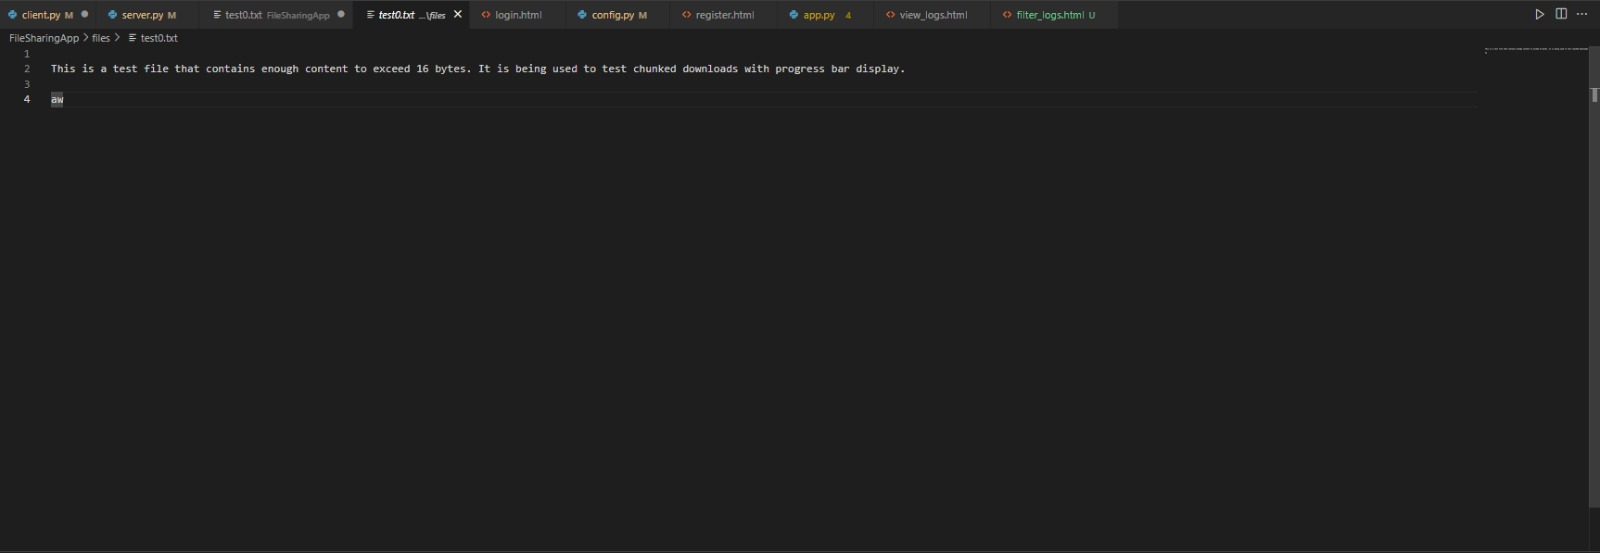 client.py M server.py M test0.txt FileSharingApp test0.txt ...\files login.html config.py M register.html app.py 4 view_logs.html filter_logs.html U
FileSharingApp > files > test0.txt
1
2 This is a test file that contains enough content to exceed 16 bytes. It is being used to test chunked downloads with progress bar display.
3
4 aw